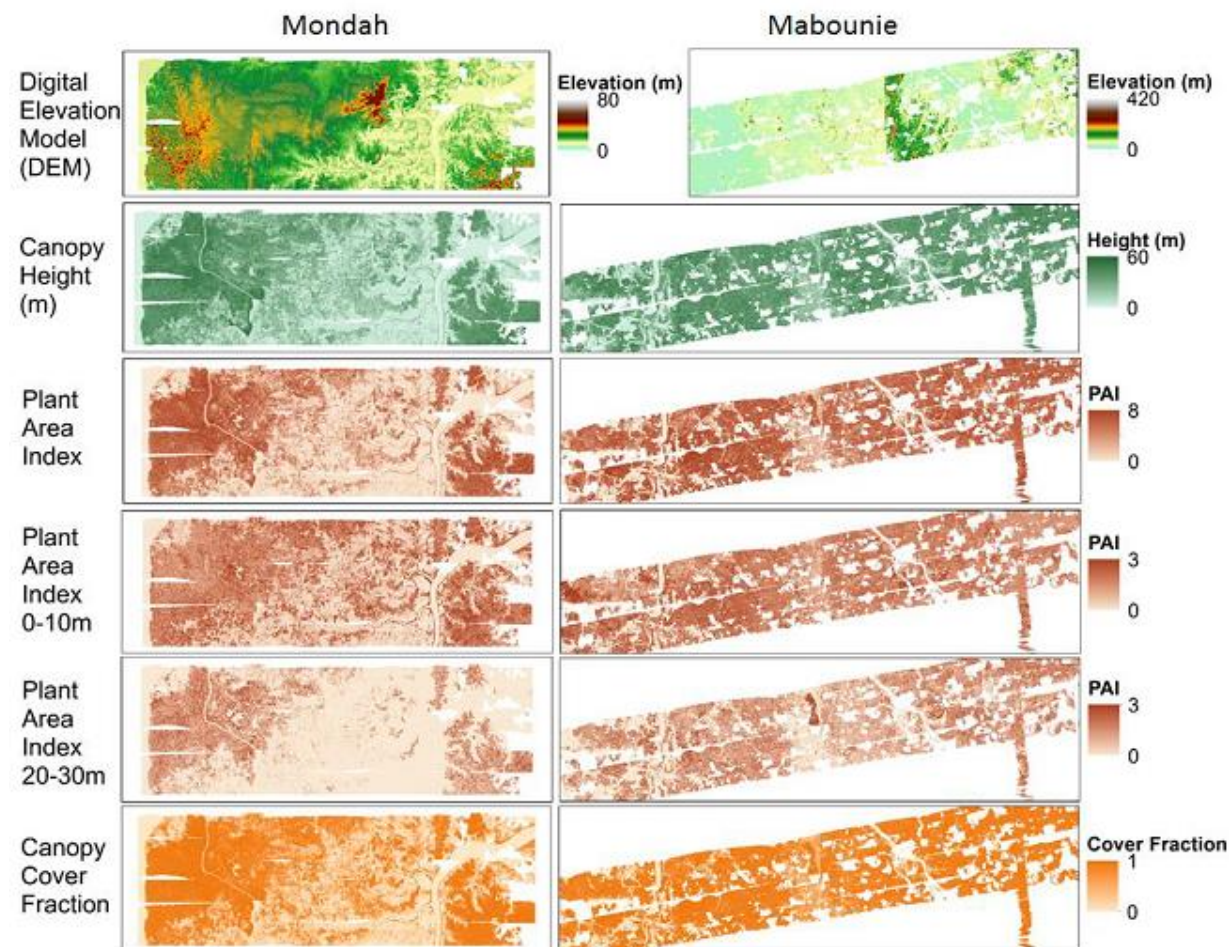 Mondah
Mabounie
Digital
Elevation
Model
(DEM)
Elevation (m)
80
0
Elevation (m)
420
0
Canopy
Height
(m)
Height (m)
60
0
Plant
Area
Index
PAI
8
0
Plant
Area
Index
0-10m
PAI
3
0
Plant
Area
Index
20-30m
PAI
3
0
Canopy
Cover
Fraction
Cover Fraction
1
0